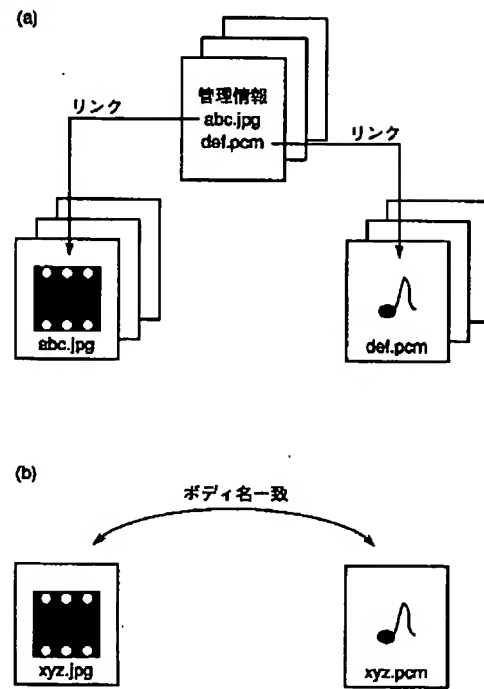 (a)
管理情報
abc.jpg
def.pcm
リンク
リンク
abc.jpg
def.pcm
(b)
ボディ名一致
xyz.jpg
xyz.pcm